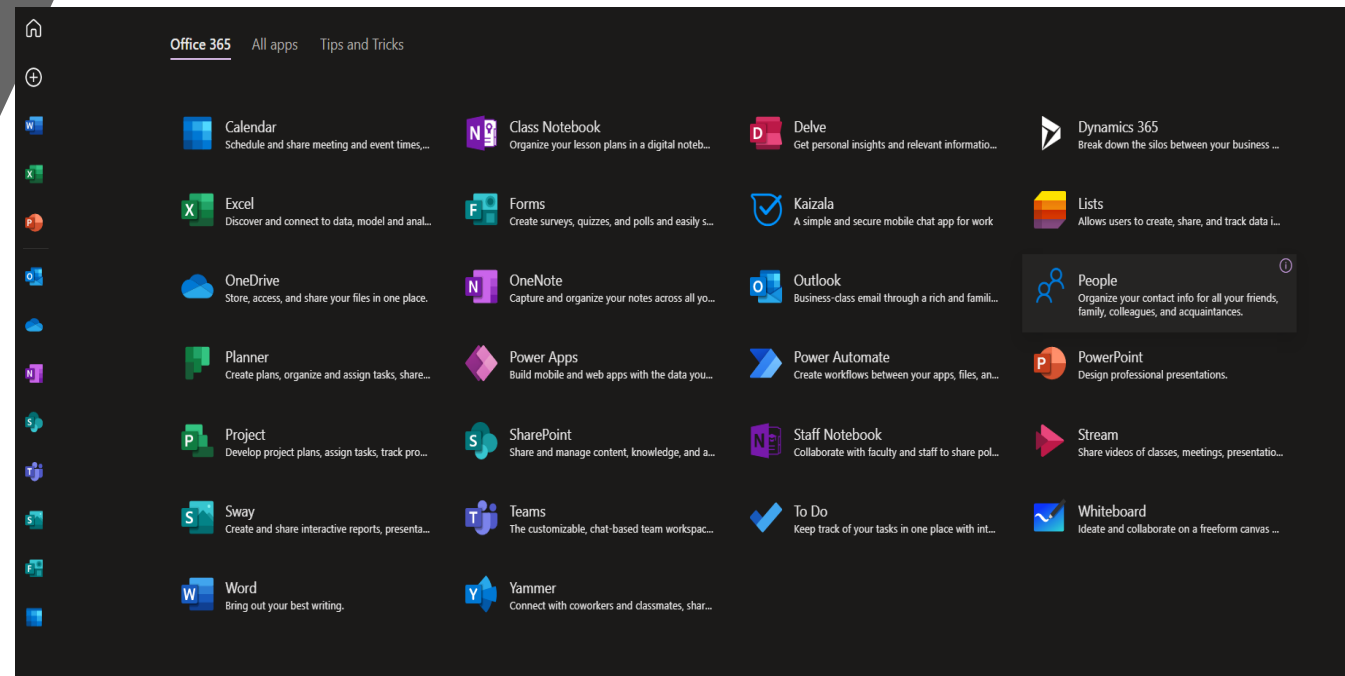 Office 365 All apps Tips and Tricks
Calendar
Schedule and share meeting and event times,...
Class Notebook
Organize your lesson plans in a digital noteb...
Delve
Get personal insights and relevant informatio...
Dynamics 365
Break down the silos between your business ...
Excel
Discover and connect to data, model and anal...
Forms
Create surveys, quizzes, and polls and easily s...
Kaizala
A simple and secure mobile chat app for work
Lists
Allows users to create, share, and track data i...
OneDrive
Store, access, and share your files in one place.
OneNote
Capture and organize your notes across all yo...
Outlook
Business-class email through a rich and famili...
People
Organize your contact info for all your friends,
family, colleagues, and acquaintances.
Planner
Create plans, organize and assign tasks, share...
Power Apps
Build mobile and web apps with the data you...
Power Automate
Create workflows between your apps, files, an...
PowerPoint
Design professional presentations.
Project
Develop project plans, assign tasks, track pro...
SharePoint
Share and manage content, knowledge, and a...
Staff Notebook
Collaborate with faculty and staff to share pol...
Stream
Share videos of classes, meetings, presentatio...
Sway
Create and share interactive reports, presenta...
Teams
The customizable, chat-based team workspac...
To Do
Keep track of your tasks in one place with int...
Whiteboard
Ideate and collaborate on a freeform canvas ...
Word
Bring out your best writing.
Yammer
Connect with coworkers and classmates, shar...